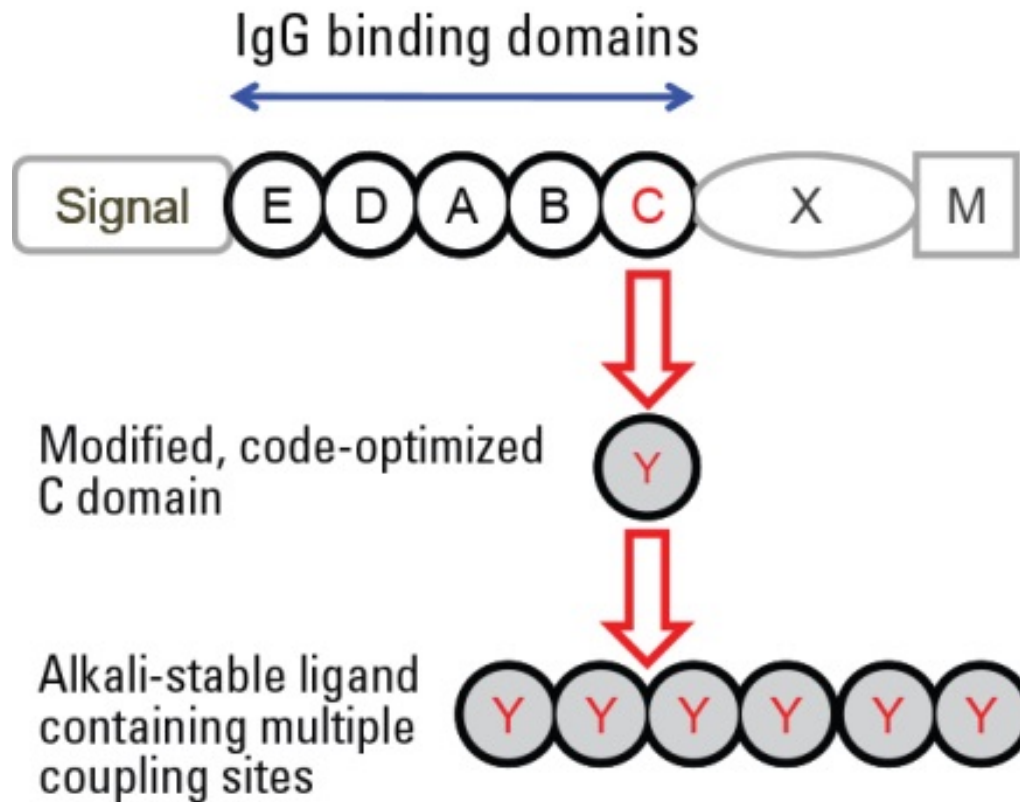 IgG binding domains
Signal E D A B C X M
Modified, code-optimized
C domain
Y
Alkali-stable ligand
containing multiple
coupling sites
Y Y Y Y Y Y